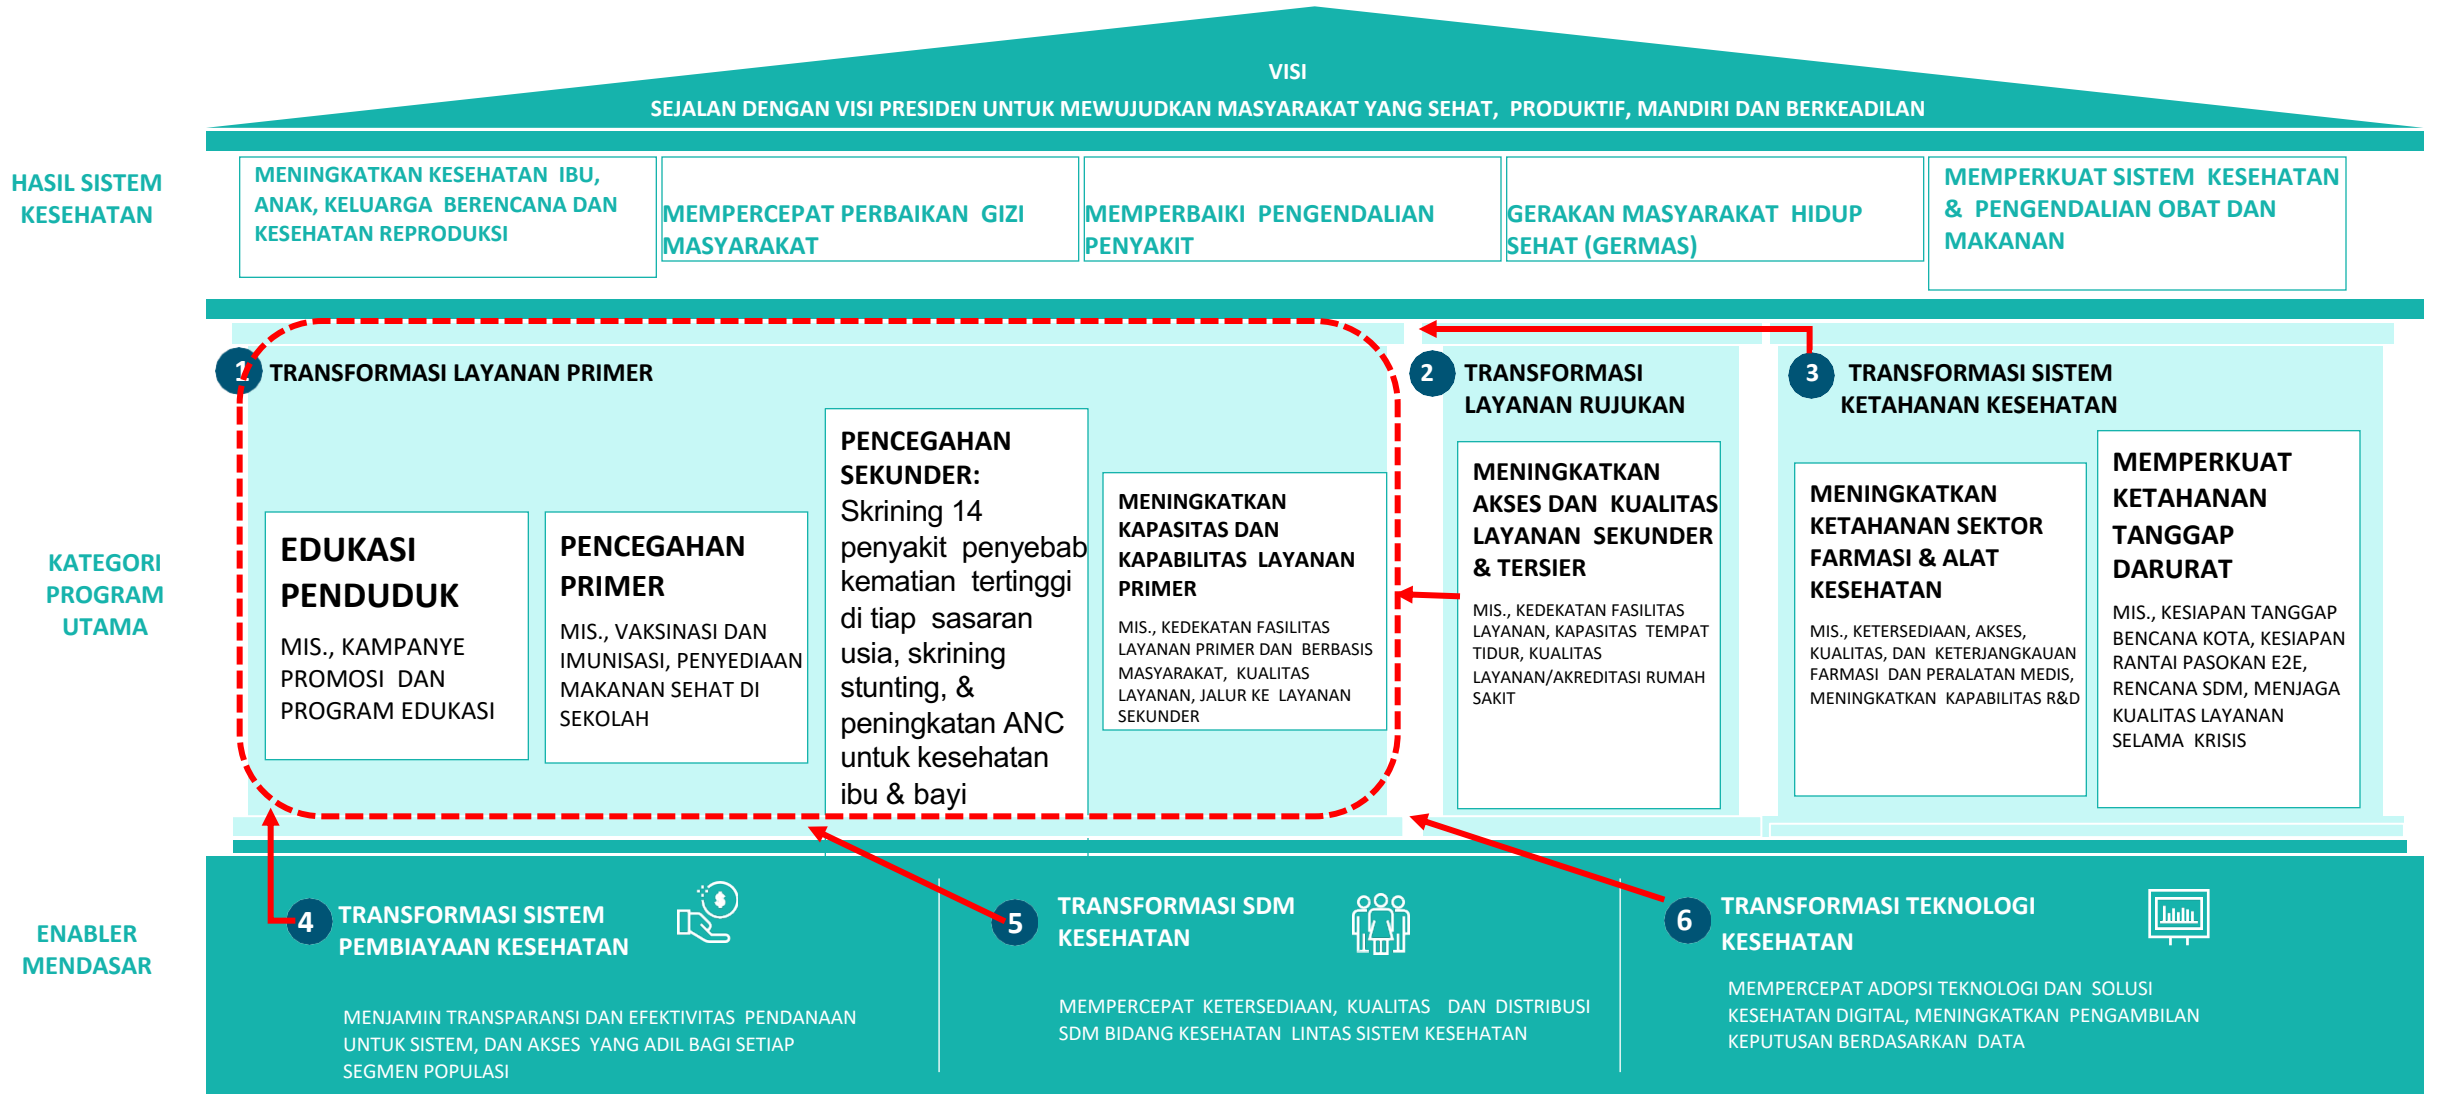 VISI
SEJALAN DENGAN VISI PRESIDEN UNTUK MEWUJUDKAN MASYARAKAT YANG SEHAT, PRODUKTIF, MANDIRI DAN BERKEADILAN
HASIL SISTEM
KESEHATAN
MENINGKATKAN KESEHATAN IBU,
ANAK, KELUARGA BERENCANA DAN
KESEHATAN REPRODUKSI
MEMPERCEPAT PERBAIKAN GIZI
MASYARAKAT
MEMPERBAIKI PENGENDALIAN
PENYAKIT
GERAKAN MASYARAKAT HIDUP
SEHAT (GERMAS)
MEMPERKUAT SISTEM KESEHATAN
& PENGENDALIAN OBAT DAN
MAKANAN
KATEGORI
PROGRAM
UTAMA
1 TRANSFORMASI LAYANAN PRIMER
EDUKASI
PENDUDUK
MIS., KAMPANYE
PROMOSI DAN
PROGRAM EDUKASI
PENCEGAHAN
PRIMER
MIS., VAKSINASI DAN
IMUNISASI, PENYEDIAAN
MAKANAN SEHAT DI
SEKOLAH
PENCEGAHAN
SEKUNDER:
Skrining 14
penyakit penyebab
kematian tertinggi
di tiap sasaran
usia, skrining
stunting, &
peningkatan ANC
untuk kesehatan
ibu & bayi
MENINGKATKAN
KAPASITAS DAN
KAPABILITAS LAYANAN
PRIMER
MIS., KEDEKATAN FASILITAS
LAYANAN PRIMER DAN BERBASIS
MASYARAKAT, KUALITAS
LAYANAN, JALUR KE LAYANAN
SEKUNDER
2 TRANSFORMASI
LAYANAN RUJUKAN
MENINGKATKAN
AKSES DAN KUALITAS
LAYANAN SEKUNDER
& TERSIER
MIS., KEDEKATAN FASILITAS
LAYANAN, KAPASITAS TEMPAT
TIDUR, KUALITAS
LAYANAN/AKREDITASI RUMAH
SAKIT
3 TRANSFORMASI SISTEM
KETAHANAN KESEHATAN
MENINGKATKAN
KETAHANAN SEKTOR
FARMASI & ALAT
KESEHATAN
MIS., KETERSEDIAAN, AKSES,
KUALITAS, DAN KETERJANGKAUAN
FARMASI DAN PERALATAN MEDIS,
MENINGKATKAN KAPABILITAS R&D
MEMPERKUAT
KETAHANAN
TANGGAP
DARURAT
MIS., KESIAPAN TANGGAP
BENCANA KOTA, KESIAPAN
RANTAI PASOKAN E2E,
RENCANA SDM, MENJAGA
KUALITAS LAYANAN
SELAMA KRISIS
ENABLER
MENDASAR
4 TRANSFORMASI SISTEM
PEMBIAYAAN KESEHATAN
MENJAMIN TRANSPARANSI DAN EFEKTIVITAS PENDANAAN
UNTUK SISTEM, DAN AKSES YANG ADIL BAGI SETIAP
SEGMEN POPULASI
5 TRANSFORMASI SDM
KESEHATAN
MEMPERCEPAT KETERSEDIAAN, KUALITAS DAN DISTRIBUSI
SDM BIDANG KESEHATAN LINTAS SISTEM KESEHATAN
6 TRANSFORMASI TEKNOLOGI
KESEHATAN
MEMPERCEPAT ADOPSI TEKNOLOGI DAN SOLUSI
KESEHATAN DIGITAL, MENINGKATKAN PENGAMBILAN
KEPUTUSAN BERDASARKAN DATA